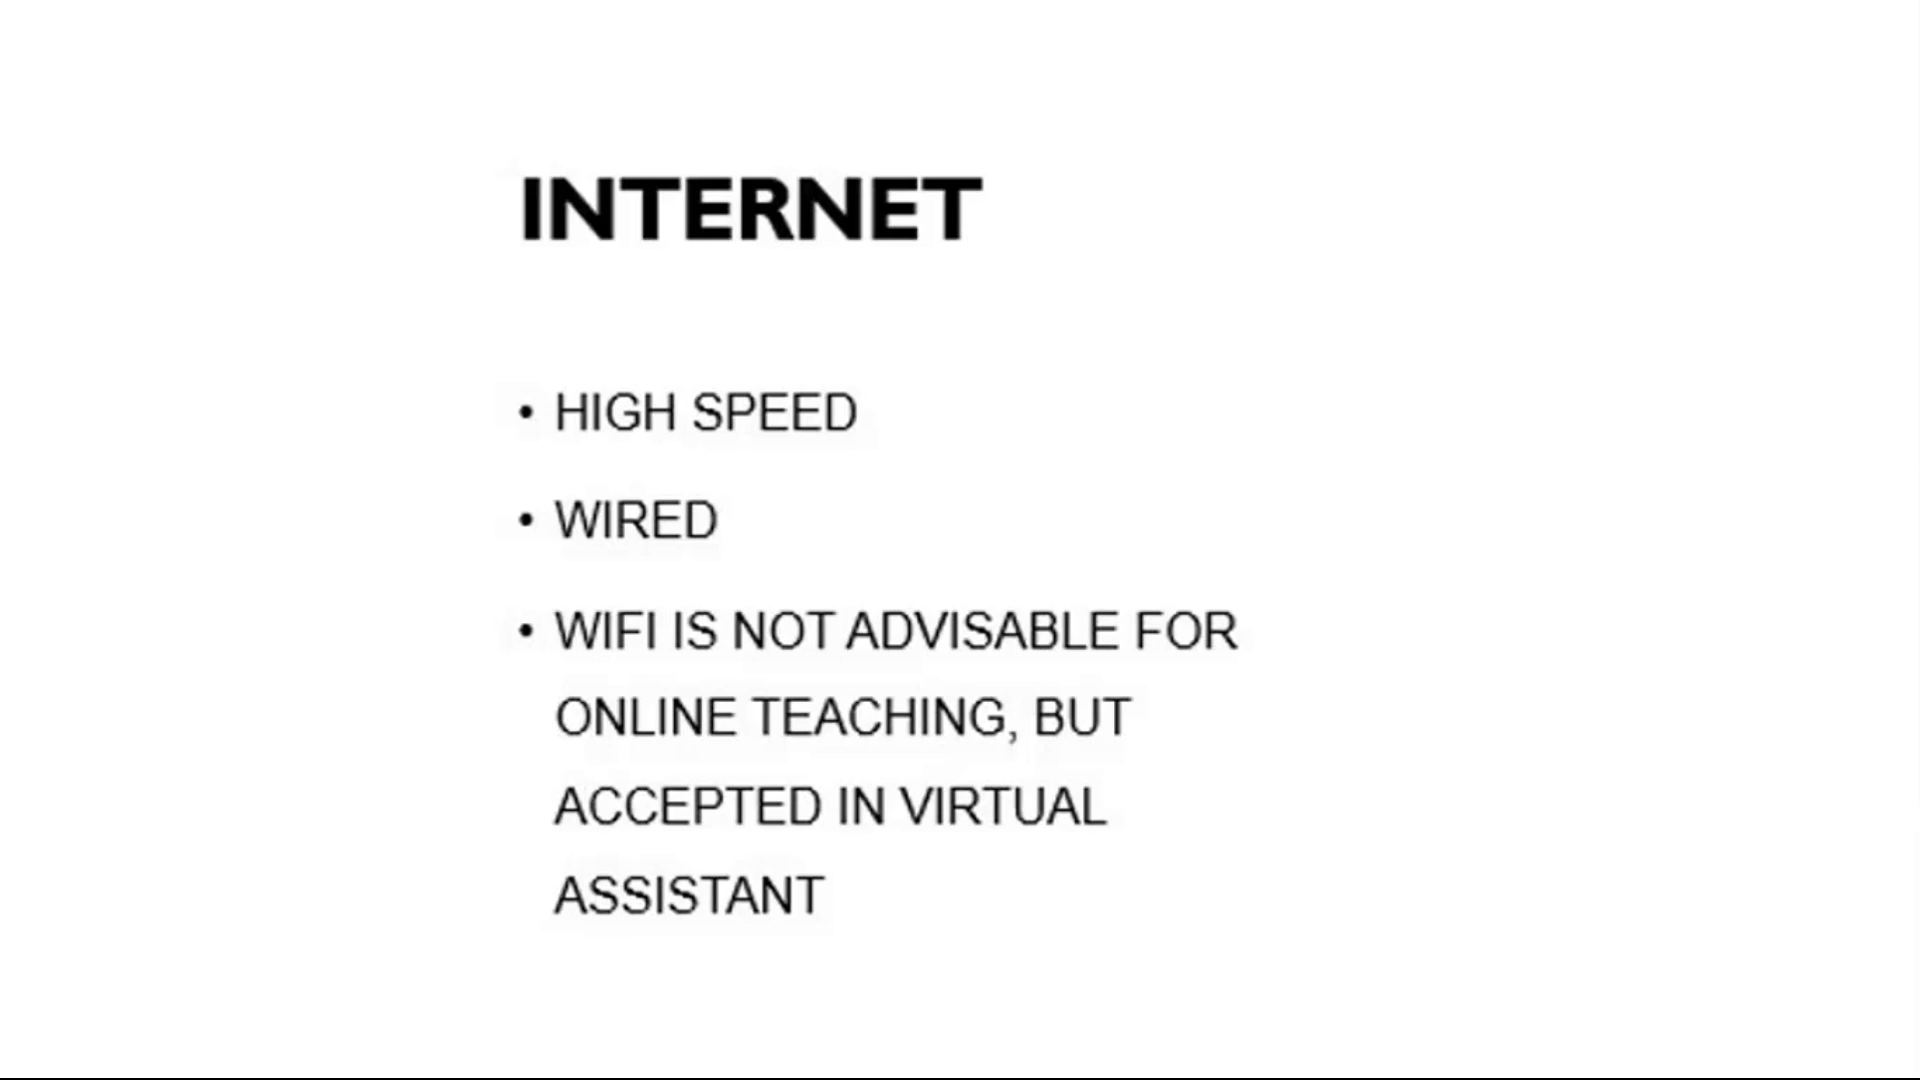 INTERNET
• HIGH SPEED
• WIRED
• WIFI IS NOT ADVISABLE FOR
ONLINE TEACHING, BUT
ACCEPTED IN VIRTUAL
ASSISTANT